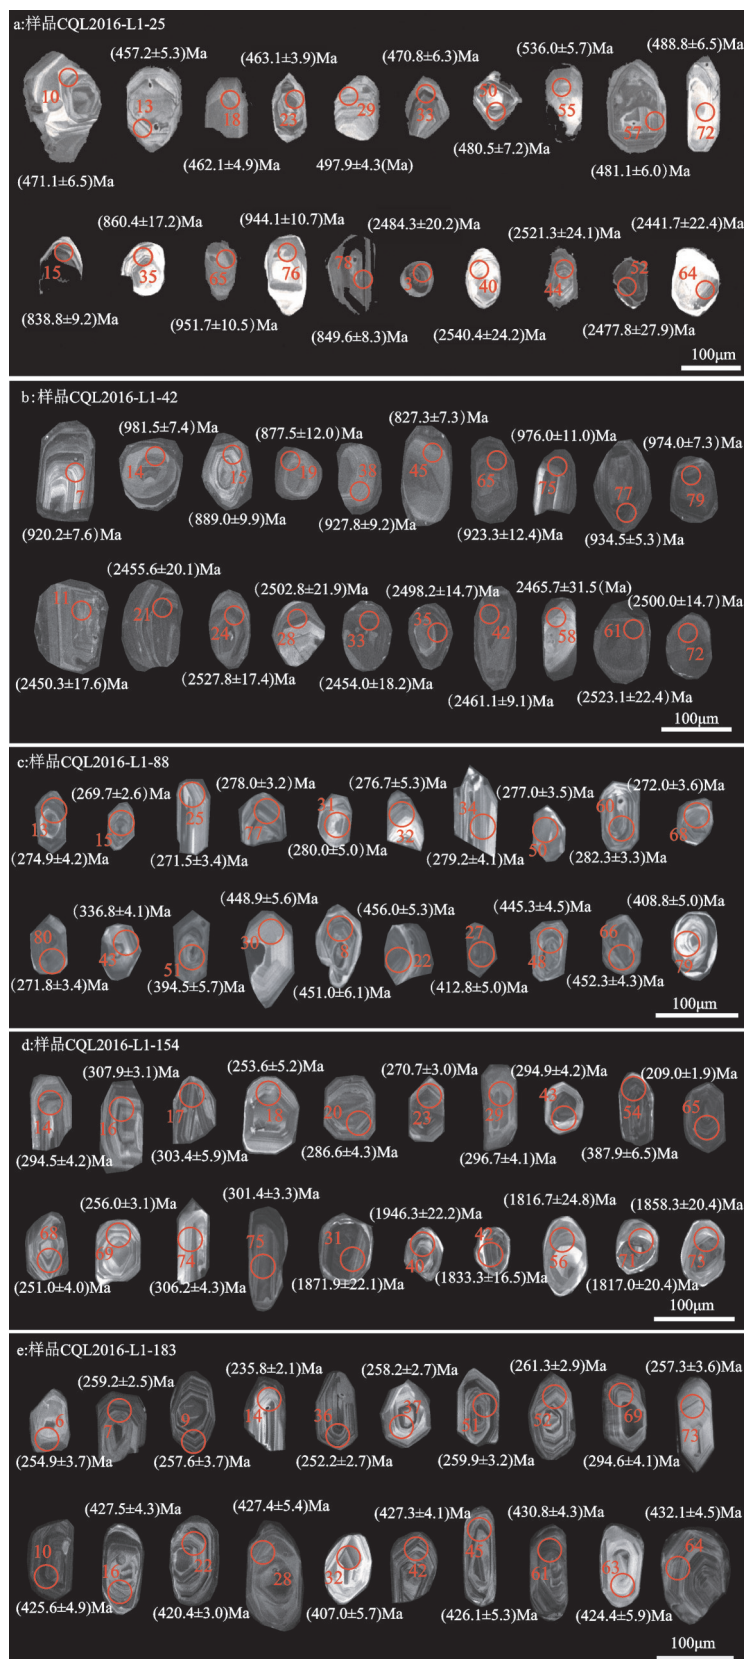 a:样品CQL2016-L1-25
(457.2±5.3)Ma (463.1±3.9)Ma (470.8±6.3)Ma (536.0±5.7)Ma (488.8±6.5)Ma
10 13 18 23 29 33 50 55 57 72
(471.1±6.5)Ma (462.1±4.9)Ma 497.9±4.3(Ma) (480.5±7.2)Ma (481.1±6.0)Ma
(860.4±17.2)Ma (944.1±10.7)Ma (2484.3±20.2)Ma (2521.3±24.1)Ma (2441.7±22.4)Ma
15 35 65 76 78 3 40 44 52 64
(838.8±9.2)Ma (951.7±10.5)Ma (849.6±8.3)Ma (2540.4±24.2)Ma (2477.8±27.9)Ma
100μm
b:样品CQL2016-L1-42
(981.5±7.4)Ma (877.5±12.0)Ma (827.3±7.3)Ma (976.0±11.0)Ma (974.0±7.3)Ma
7 14 15 19 38 45 65 75 77 79
(920.2±7.6)Ma (889.0±9.9)Ma (927.8±9.2)Ma (923.3±12.4)Ma (934.5±5.3)Ma
(2455.6±20.1)Ma (2502.8±21.9)Ma (2498.2±14.7)Ma 2465.7±31.5(Ma) (2500.0±14.7)Ma
11 21 24 28 33 35 42 58 61 72
(2450.3±17.6)Ma (2527.8±17.4)Ma (2454.0±18.2)Ma (2461.1±9.1)Ma (2523.1±22.4)Ma
100μm
c:样品CQL2016-L1-88
(269.7±2.6)Ma (278.0±3.2)Ma (276.7±5.3)Ma (277.0±3.5)Ma (272.0±3.6)Ma
13 15 25 31 32 34 50 60 68
(274.9±4.2)Ma (271.5±3.4)Ma (280.0±5.0)Ma (279.2±4.1)Ma (282.3±3.3)Ma
(336.8±4.1)Ma (448.9±5.6)Ma (456.0±5.3)Ma (445.3±4.5)Ma (408.8±5.0)Ma
80 43 51 30 8 22 27 48 66 79
(271.8±3.4)Ma (394.5±5.7)Ma (451.0±6.1)Ma (412.8±5.0)Ma (452.3±4.3)Ma
100μm
d:样品CQL2016-L1-154
(307.9±3.1)Ma (253.6±5.2)Ma (270.7±3.0)Ma (294.9±4.2)Ma (209.0±1.9)Ma
14 16 17 18 20 23 29 43 54 65
(294.5±4.2)Ma (303.4±5.9)Ma (286.6±4.3)Ma (296.7±4.1)Ma (387.9±6.5)Ma
(256.0±3.1)Ma (301.4±3.3)Ma (1946.3±22.2)Ma (1816.7±24.8)Ma (1858.3±20.4)Ma
68 69 74 75 31 40 42 56 71 73
(251.0±4.0)Ma (306.2±4.3)Ma (1871.9±22.1)Ma (1833.3±16.5)Ma (1817.0±20.4)Ma
100μm
e:样品CQL2016-L1-183
(259.2±2.5)Ma (235.8±2.1)Ma (258.2±2.7)Ma (261.3±2.9)Ma (257.3±3.6)Ma
6 7 9 14 36 37 51 52 69 73
(254.9±3.7)Ma (257.6±3.7)Ma (252.2±2.7)Ma (259.9±3.2)Ma (294.6±4.1)Ma
(427.5±4.3)Ma (427.4±5.4)Ma (427.3±4.1)Ma (430.8±4.3)Ma (432.1±4.5)Ma
10 16 22 28 32 42 45 61 63 64
(425.6±4.9)Ma (420.4±3.0)Ma (407.0±5.7)Ma (426.1±5.3)Ma (424.4±5.9)Ma
100μm